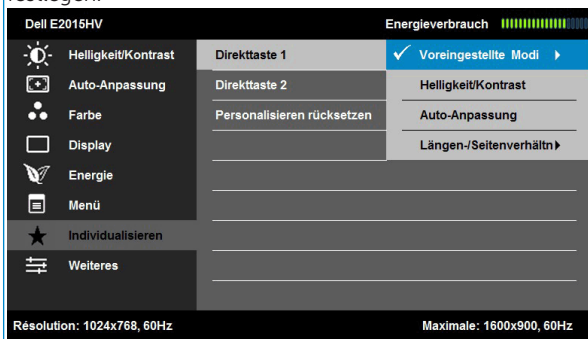 Dell E2015HV Energieverbrauch
Helligkeit/Kontrast Direkttaste 1 Voreingestellte Modi
Auto-Anpassung Direkttaste 2 Helligkeit/Kontrast
Farbe Personalisieren rücksetzen Auto-Anpassung
Display Längen-/Seitenverhältn
Energie
Menü
Individualisieren
Weiteres
Résolution: 1024x768, 60Hz Maximale: 1600x900, 60Hz